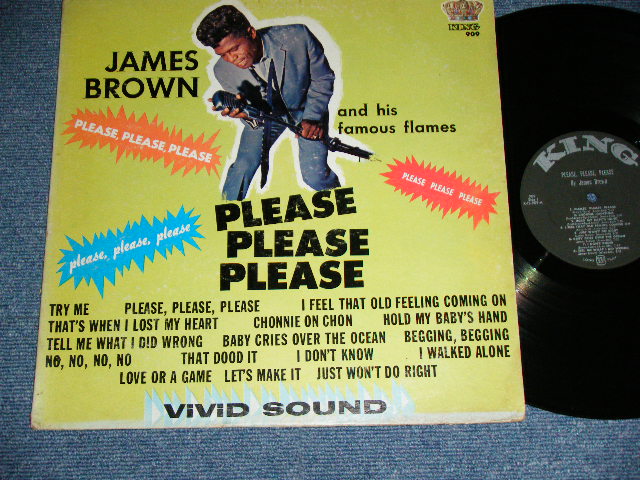 KING
909
JAMES
BROWN
and his
famous flames
PLEASE, PLEASE, PLEASE
PLEASE PLEASE PLEASE
please, please, please
PLEASE
PLEASE
PLEASE
TRY ME PLEASE, PLEASE, PLEASE I FEEL THAT OLD FEELING COMING ON
THAT'S WHEN I LOST MY HEART CHONNIE ON CHON HOLD MY BABY'S HAND
TELL ME WHAT I DID WRONG BABY CRIES OVER THE OCEAN BEGGING, BEGGING
NO, NO, NO, NO THAT DOOD IT I DON'T KNOW I WALKED ALONE
LOVE OR A GAME LET'S MAKE IT JUST WON'T DO RIGHT
ViViD SOUND
KING
PLEASE, PLEASE, PLEASE
By James Brown